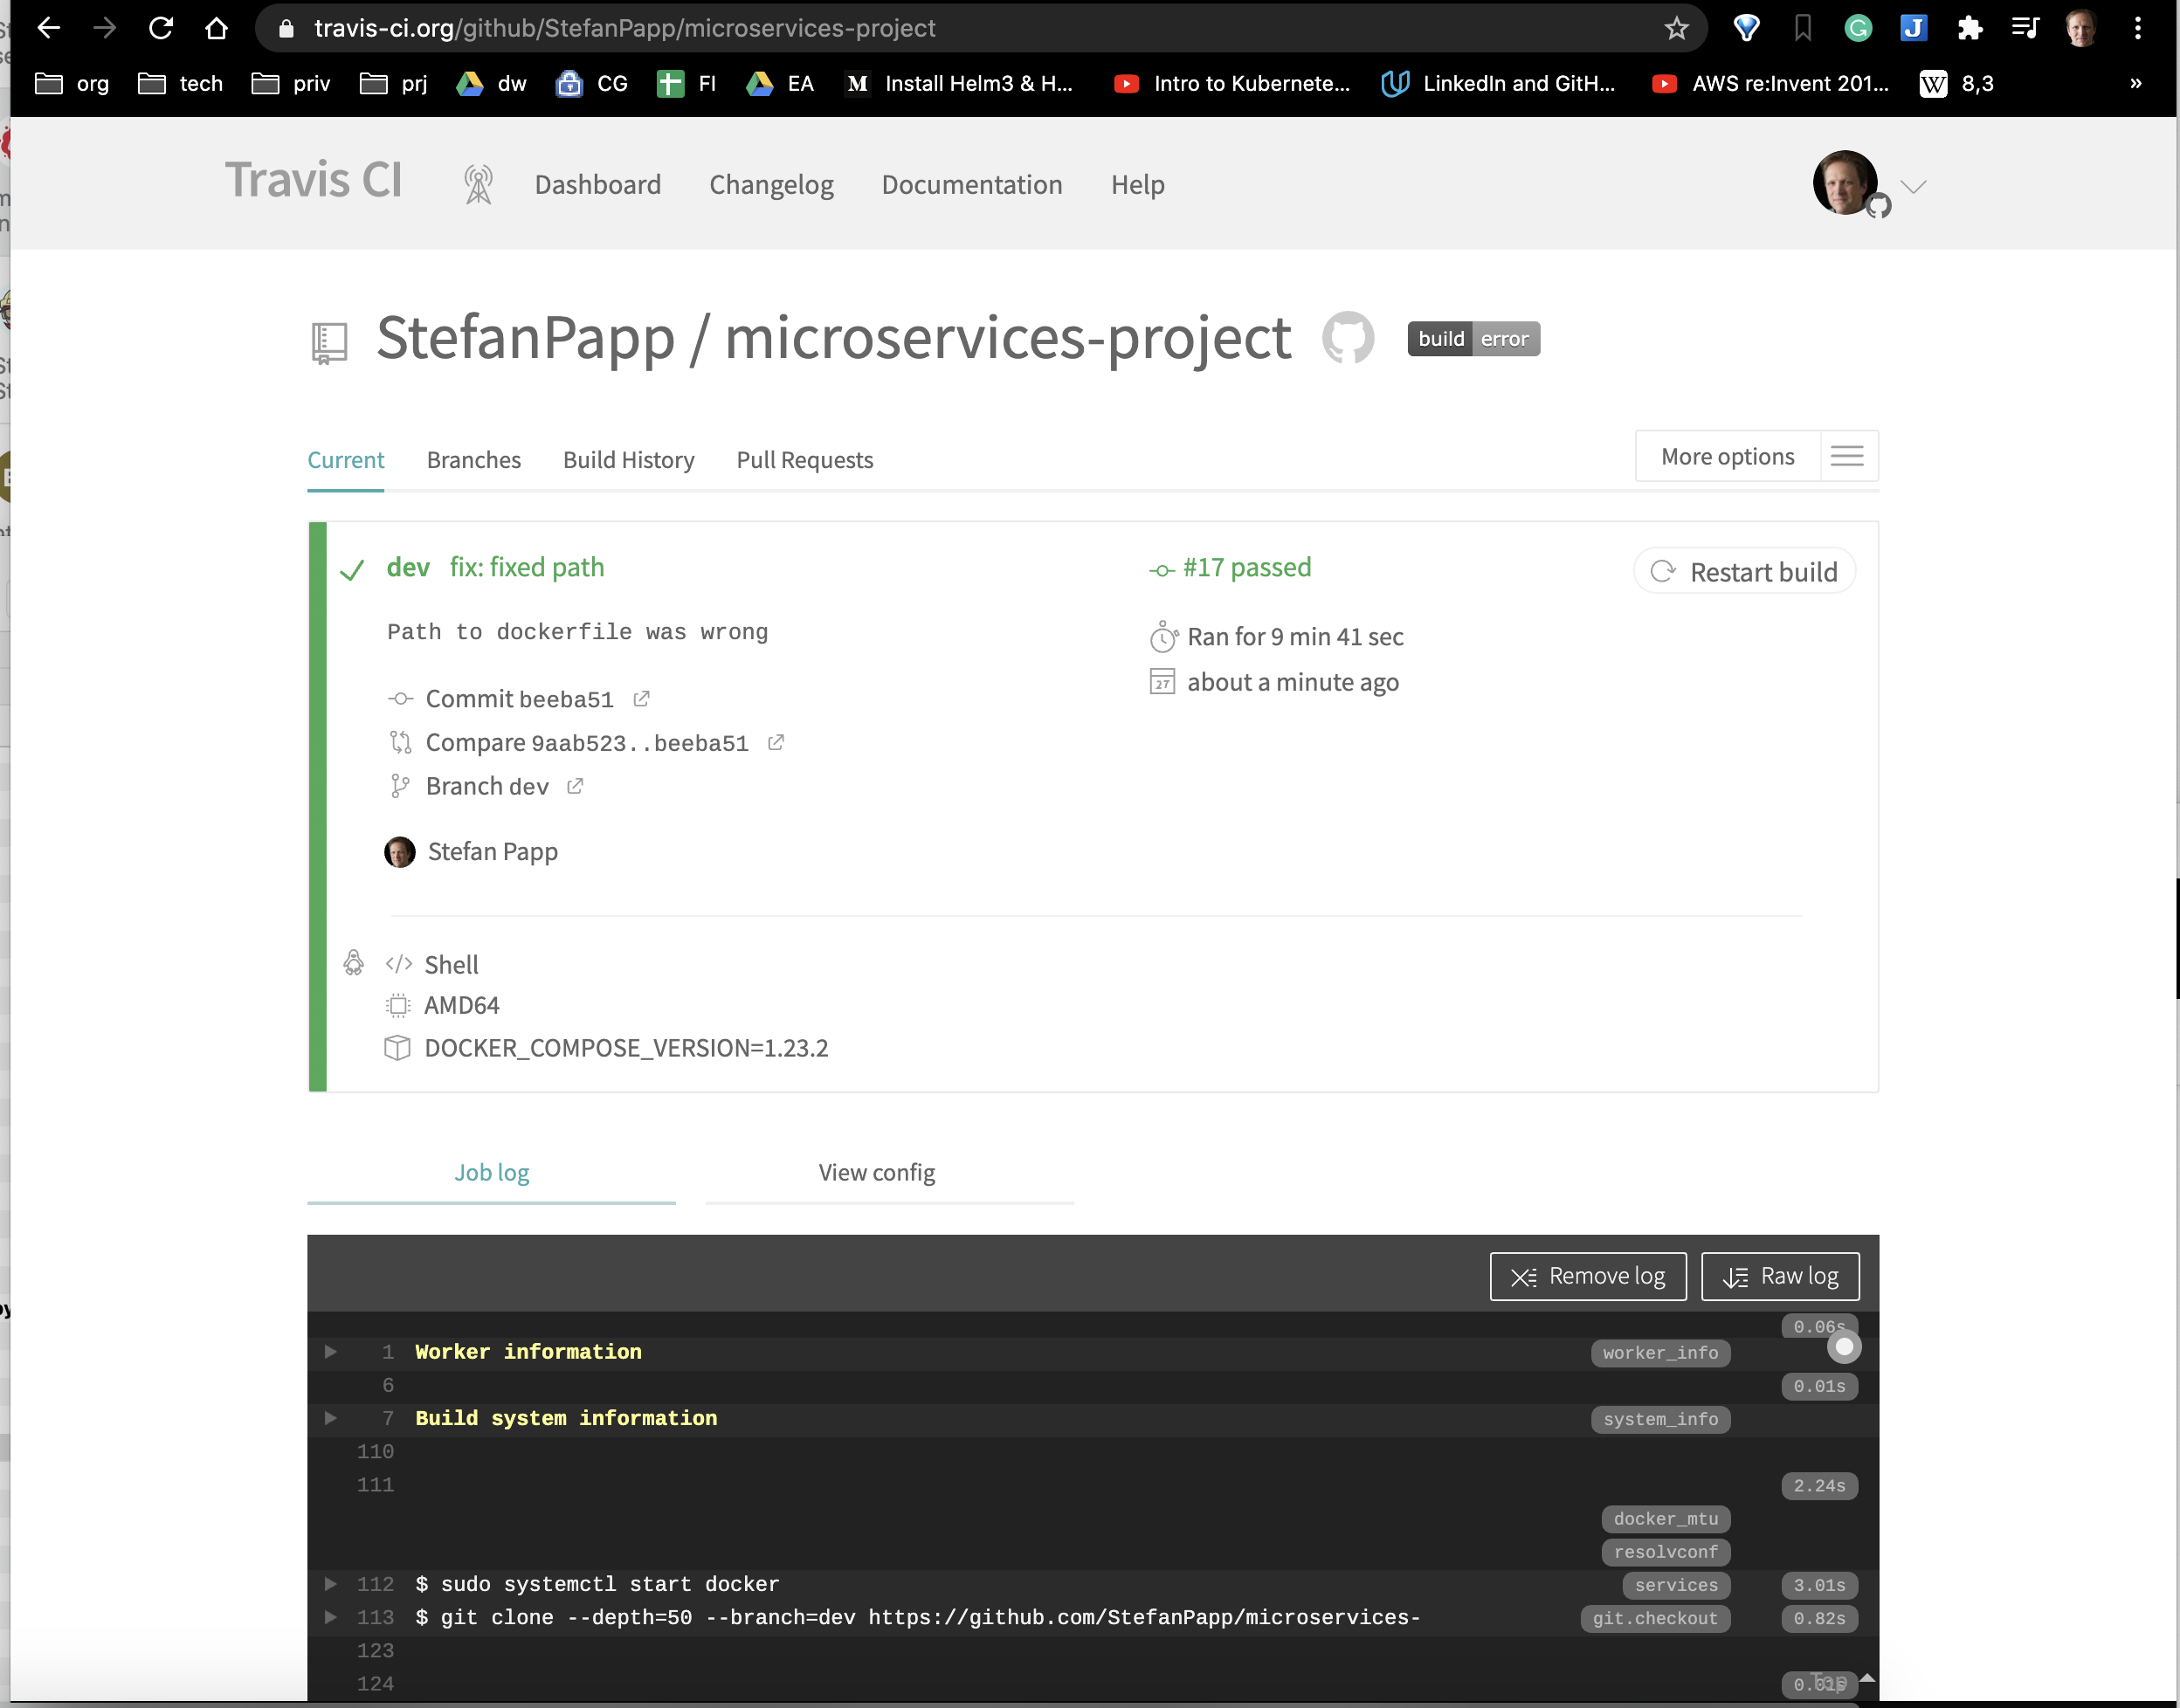 travis-ci.org/github/StefanPapp/microservices-project
org tech priv prj dw CG FI EA Install Helm3 & H... Intro to Kubernete... LinkedIn and GitH... AWS re:Invent 201... 8,3 »
Travis CI Dashboard Changelog Documentation Help
StefanPapp / microservices-project build error
Current Branches Build History Pull Requests More options
dev fix: fixed path #17 passed Restart build
Path to dockerfile was wrong
Ran for 9 min 41 sec
27 about a minute ago
Commit beeba51
Compare 9aab523..beeba51
Branch dev
Stefan Papp
Shell
AMD64
DOCKER_COMPOSE_VERSION=1.23.2
Job log View config
Remove log Raw log
0.06s
1 Worker information worker_info
6 0.01s
7 Build system information system_info
110
111 2.24s
docker_mtu
resolvconf
112 $ sudo systemctl start docker services 3.01s
113 $ git clone --depth=50 --branch=dev https://github.com/StefanPapp/microservices- git.checkout 0.82s
123
124 Top